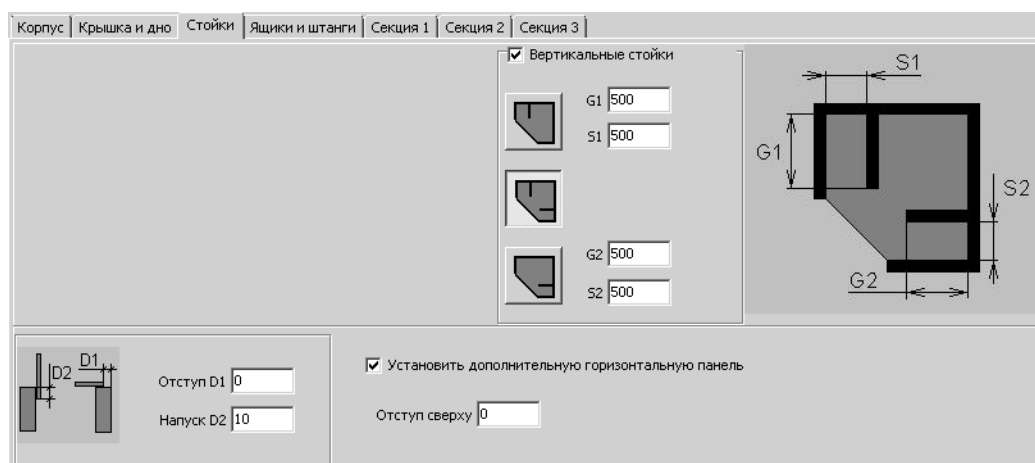 Корпус Крышка и дно Стойки Ящики и штанги Секция 1 Секция 2 Секция 3
Вертикальные стойки
G1 500
S1 500
G2 500
S2 500
S1
G1
S2
G2
D1
D2
Отступ D1 0
Напуск D2 10
Установить дополнительную горизонтальную панель
Отступ сверху 0